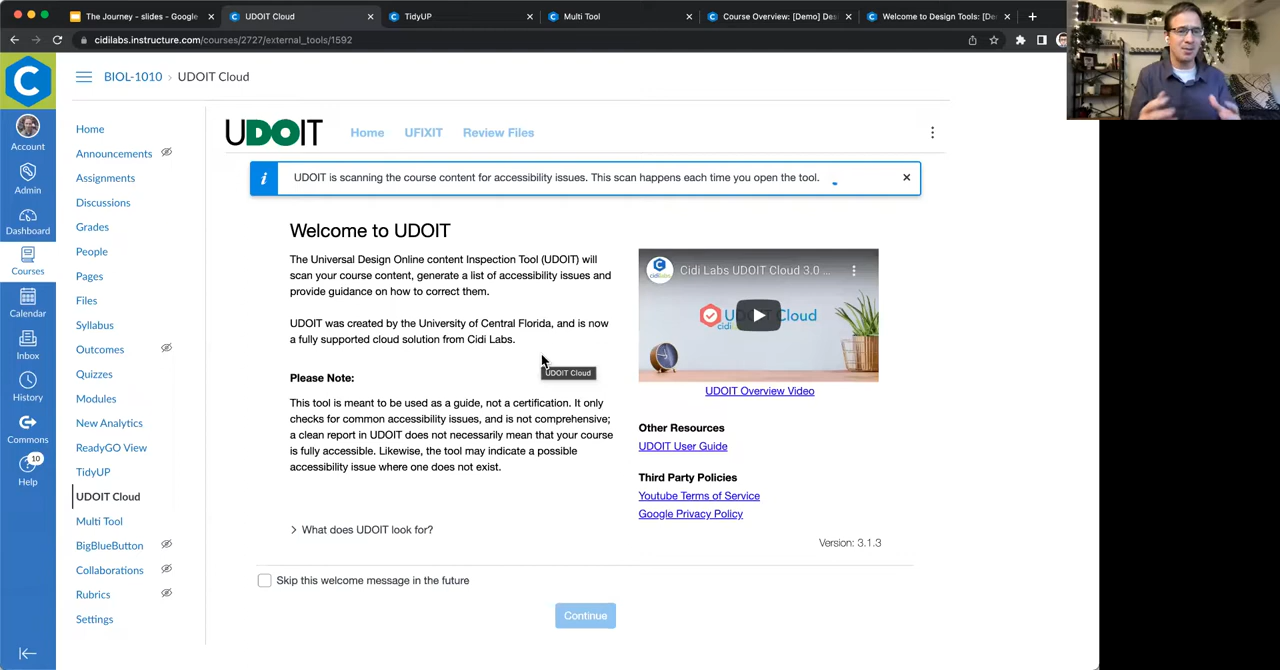 The Journey - slides - Google
UDOIT Cloud
TidyUP
Multi Tool
Course Overview: [Demo] Des
Welcome to Design Tools: [De
cidilabs.instructure.com/courses/2727/external_tools/1592
BIOL-1010 > UDOIT Cloud
Account
Admin
Dashboard
Courses
Calendar
Inbox
History
Commons
10
Help
Home
Announcements
Assignments
Discussions
Grades
People
Pages
Files
Syllabus
Outcomes
Quizzes
Modules
New Analytics
ReadyGO View
TidyUP
UDOIT Cloud
Multi Tool
BigBlueButton
Collaborations
Rubrics
Settings
UDOIT Home UFIXIT Review Files
UDOIT is scanning the course content for accessibility issues. This scan happens each time you open the tool.
Welcome to UDOIT
The Universal Design Online content Inspection Tool (UDOIT) will
scan your course content, generate a list of accessibility issues and
provide guidance on how to correct them.
UDOIT was created by the University of Central Florida, and is now
a fully supported cloud solution from Cidi Labs.
UDOIT Cloud
Please Note:
This tool is meant to be used as a guide, not a certification. It only
checks for common accessibility issues, and is not comprehensive;
a clean report in UDOIT does not necessarily mean that your course
is fully accessible. Likewise, the tool may indicate a possible
accessibility issue where one does not exist.
What does UDOIT look for?
cidilabs
Cidi Labs UDOIT Cloud 3.0 ...
Cloud
cidi
UDOIT Overview Video
Other Resources
UDOIT User Guide
Third Party Policies
Youtube Terms of Service
Google Privacy Policy
Version: 3.1.3
Skip this welcome message in the future
Continue